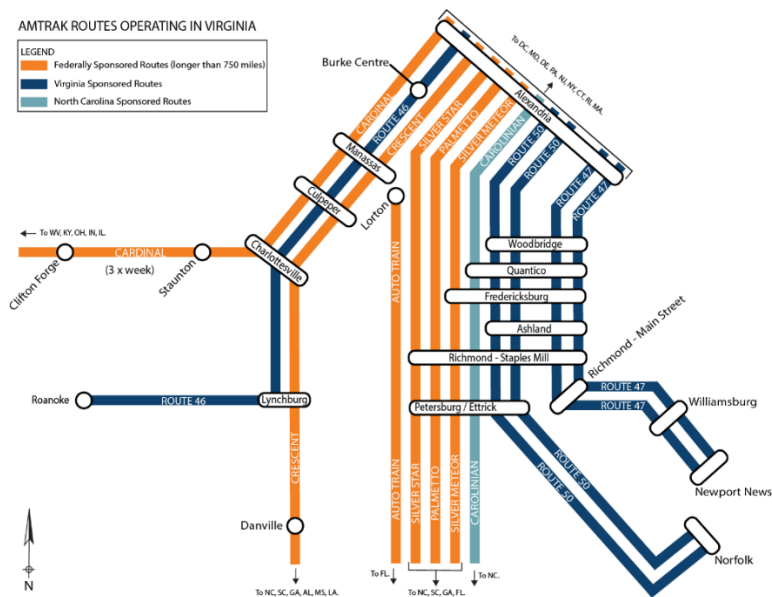 AMTRAK ROUTES OPERATING IN VIRGINIA
LEGEND
Federally Sponsored Routes (longer than 750 miles)
Virginia Sponsored Routes
North Carolina Sponsored Routes
To DC, MD, DE, PA, NJ, NY, CT, RI, MA.
Alexandria
Burke Centre
CARDINAL
ROUTE 46
CRESCENT
SILVER STAR
PALMETTO
SILVER METEOR
CAROLINIAN
ROUTE 50
ROUTE 50
ROUTE 47
ROUTE 47
Manassas
Culpeper
Lorton
Charlottesville
To WV, KY, OH, IN, IL.
CARDINAL
(3 x week)
Clifton Forge
Staunton
AUTO TRAIN
Woodbridge
Quantico
Fredericksburg
Ashland
Richmond - Staples Mill
Richmond - Main Street
ROUTE 47
ROUTE 47
Williamsburg
Newport News
Roanoke
ROUTE 46
Lynchburg
Petersburg / Ettrick
CRESCENT
AUTO TRAIN
SILVER STAR
PALMETTO
SILVER METEOR
CAROLINIAN
ROUTE 50
ROUTE 50
Danville
Norfolk
N
To NC, SC, GA, AL, MS, LA.
To FL.
To NC, SC, GA, FL.
To NC.